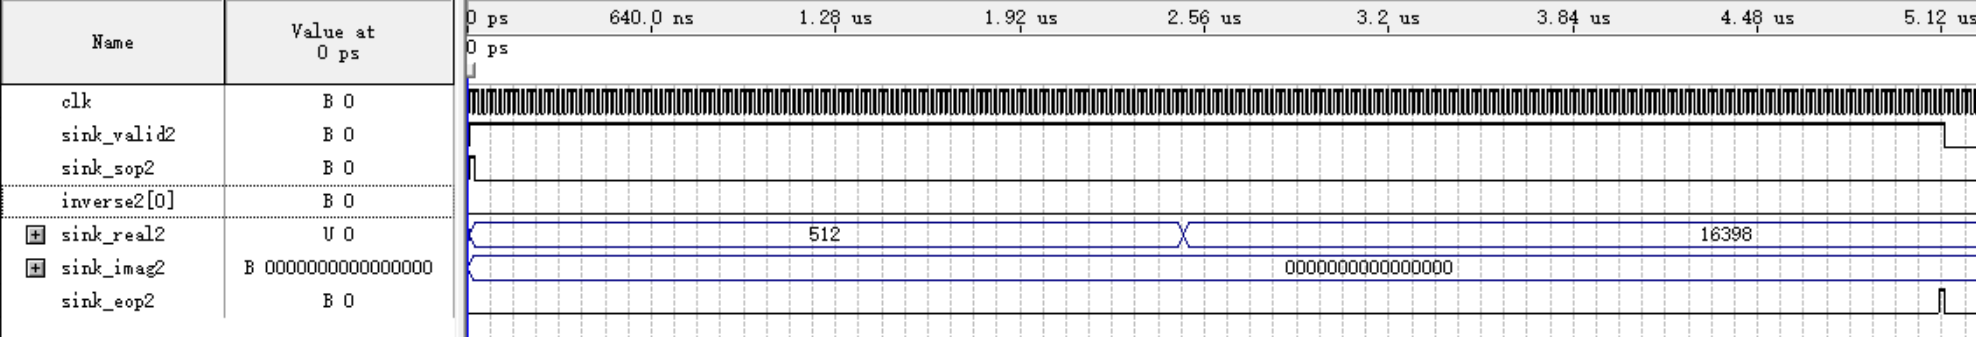 Name Value at 0 ps 0 ps 640.0 ns 1.28 us 1.92 us 2.56 us 3.2 us 3.84 us 4.48 us 5.12 us
0 ps
clk B 0
sink_valid2 B 0
sink_sop2 B 0
inverse2[0] B 0
sink_real2 U 0 512 16398
sink_imag2 B 0000000000000000 0000000000000000
sink_eop2 B 0